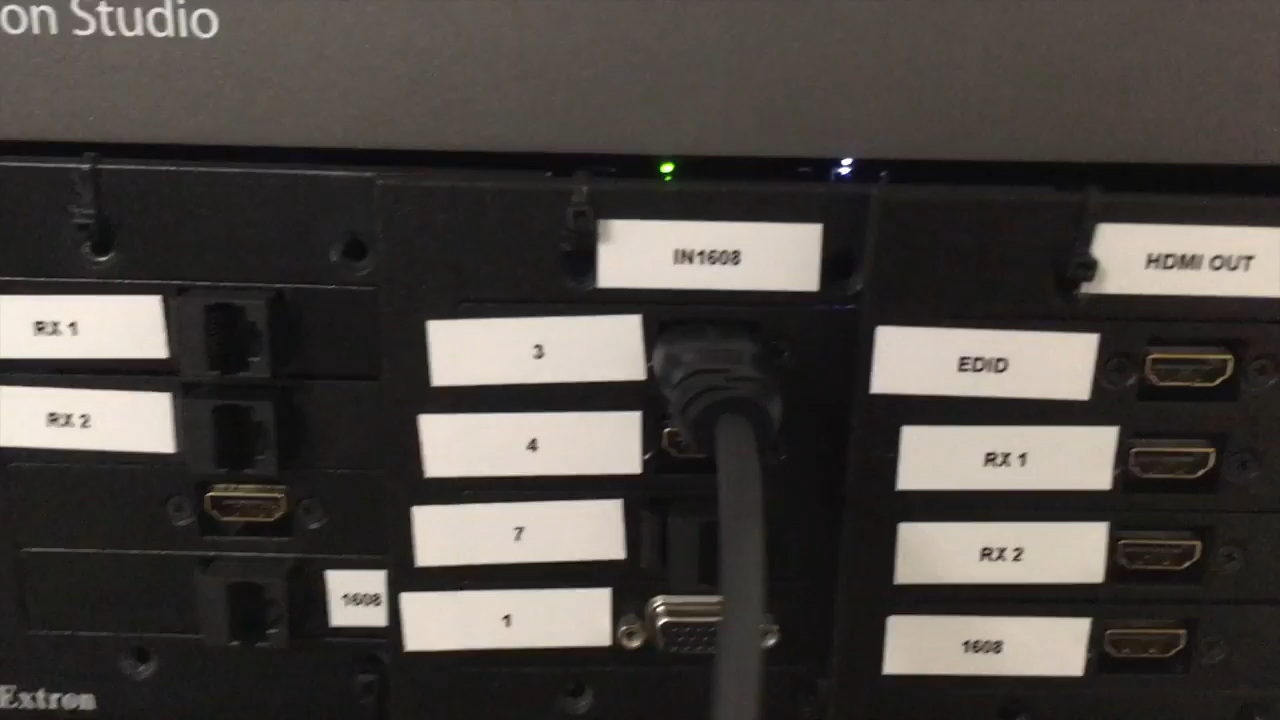 on Studio
IN1608
HDMI OUT
RX 1
3
EDID
RX 2
4
RX 1
7
RX 2
1608
1
1608
Extron